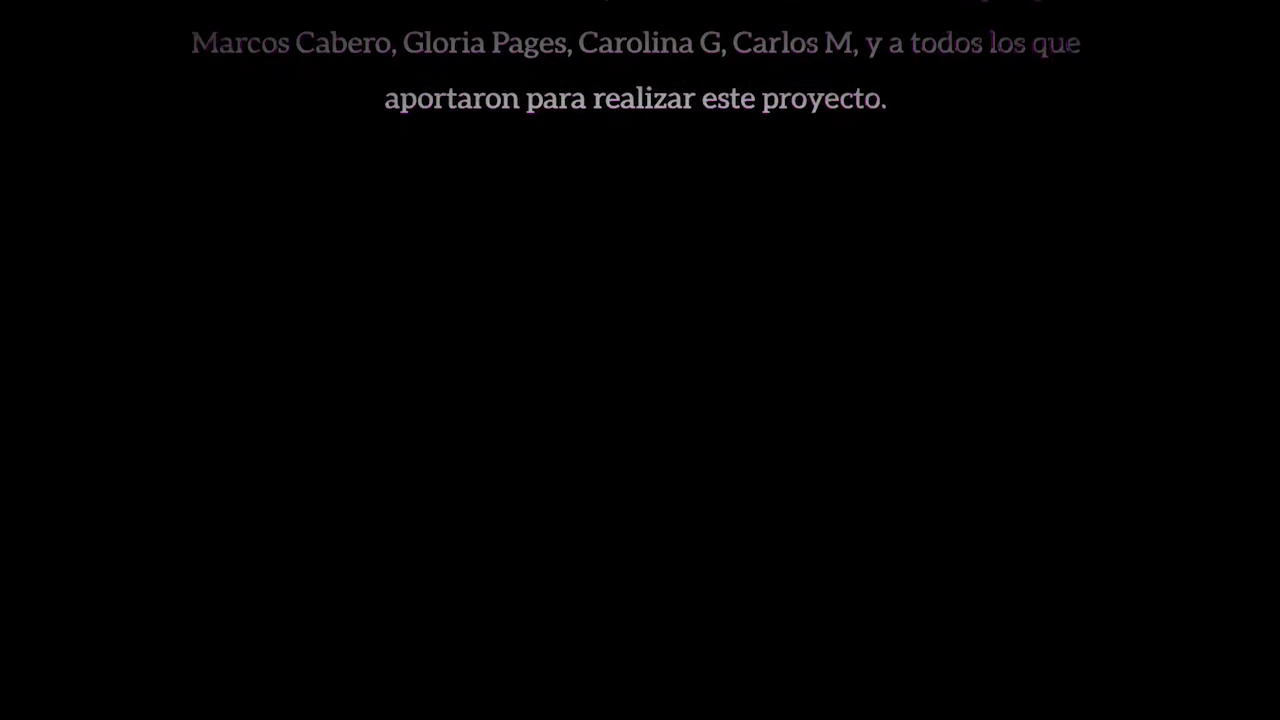 Marcos Cabero, Gloria Pages, Carolina G, Carlos M, y a todos los que
aportaron para realizar este proyecto.